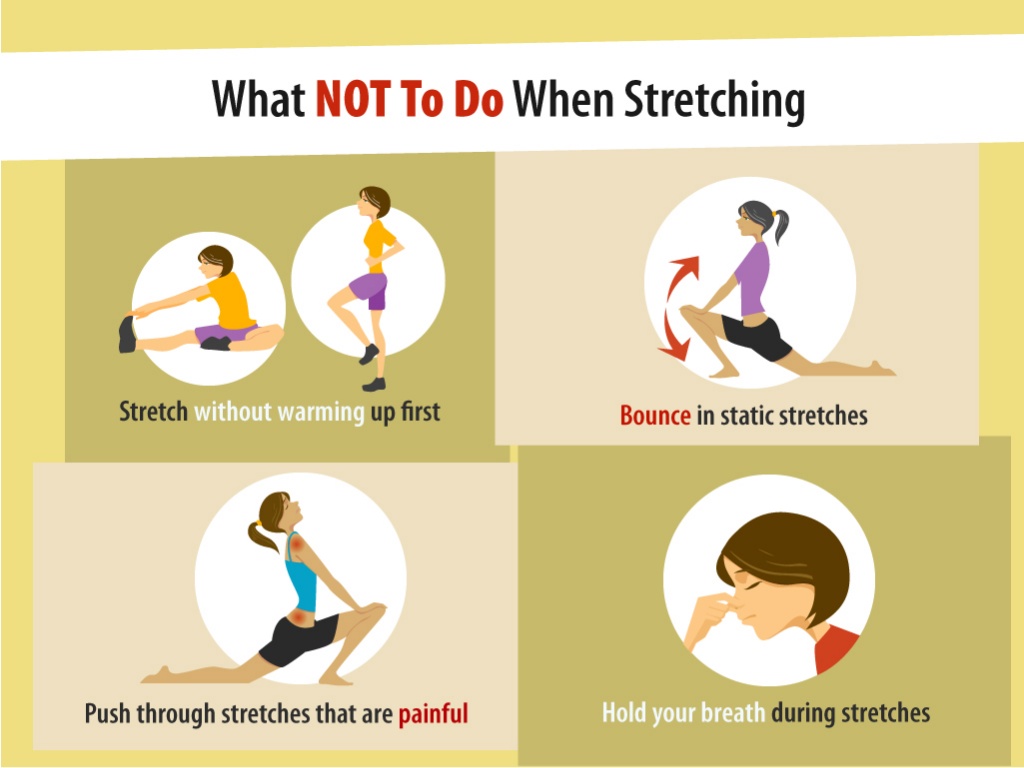 What NOT To Do When Stretching
Stretch without warming up first
Bounce in static stretches
Push through stretches that are painful
Hold your breath during stretches